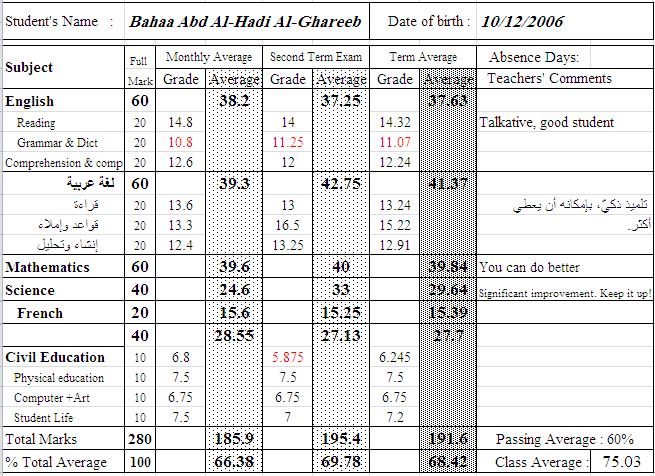 Student's Name : Bahaa Abd Al-Hadi Al-Ghareeb Date of birth : 10/12/2006
Subject Full Mark Monthly Average Second Term Exam Term Average Absence Days:
Grade Average Grade Average Grade Average Teachers' Comments
English 60 38.2 37.25 37.63
Reading 20 14.8 14 14.32 Talkative, good student
Grammar & Dict 20 10.8 11.25 11.07
Comprehension & comp 20 12.6 12 12.24
لغة عربية 60 39.3 42.75 41.37
قراءة 20 13.6 13 13.24 تلميذ ذكيّ، بإمكانه أن يعطي
قواعد وإملاء 20 13.3 16.5 15.22 أكثر.
إنشاء وتحليل 20 12.4 13.25 12.91
Mathematics 60 39.6 40 39.84 You can do better
Science 40 24.6 33 29.64 Significant improvement. Keep it up!
French 20 15.6 15.25 15.39
40 28.55 27.13 27.7
Civil Education 10 6.8 5.875 6.245
Physical education 10 7.5 7.5 7.5
Computer +Art 10 6.75 6.75 6.75
Student Life 10 7.5 7 7.2
Total Marks 280 185.9 195.4 191.6 Passing Average : 60%
% Total Average 100 66.38 69.78 68.42 Class Average : 75.03